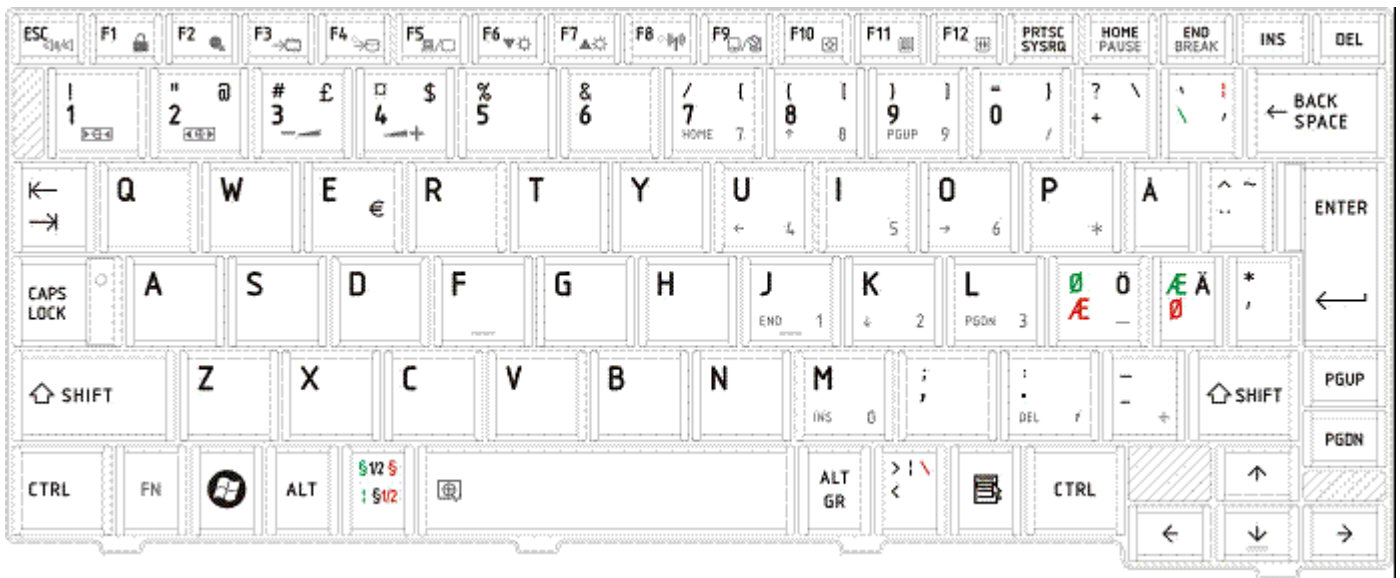 ESC F1 F2 F3 F4 F5 F6 F7 F8 F9 F10 F11 F12 PRTSC HOME END INS DEL
SYSRQ PAUSE BREAK
! " @ # £ ¤ $ % & / { ( [ ) ] = } ? \ ` ¦ ← BACK
1 2 3 4 5 6 7 8 9 0 + \ ´ SPACE
HOME 7 ↑ 8 PGUP 9 /
Q W E € R T Y U I O P Å ^ ~ ENTER
¨
← 4 5 → 6 *
CAPS A S D F G H J K L Ø Ö Æ Ä *
LOCK Æ Ø '
END 1 ↓ 2 PGDN 3
SHIFT Z X C V B N M ; : _ SHIFT PGUP
, . -
INS 0 DEL / +
PGDN
CTRL FN ALT §1/2 § ALT > ¦ \ CTRL ↑
¦ §1/2 GR <
← ↓ →